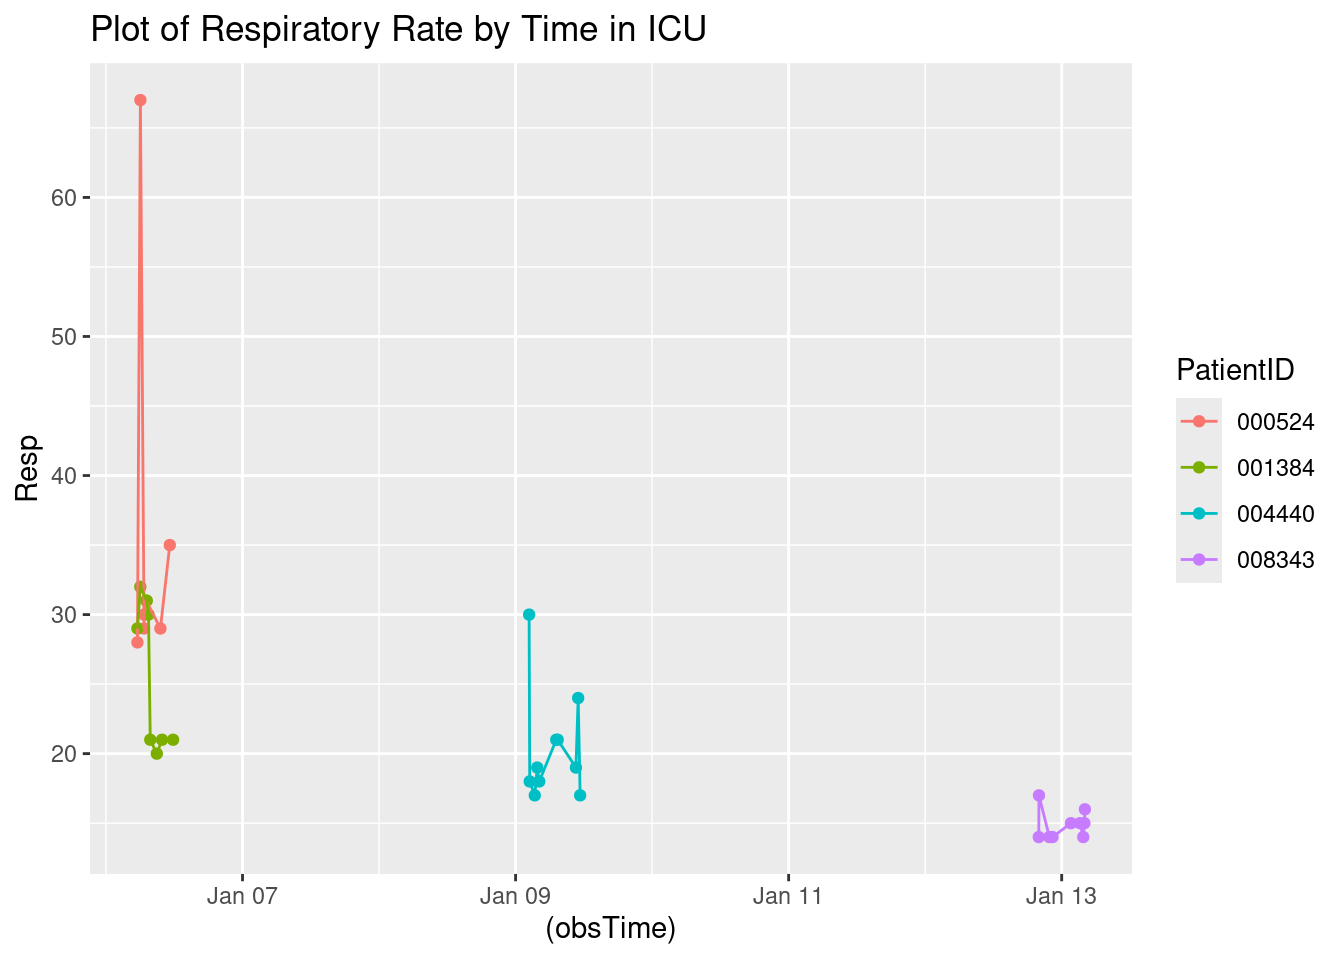 Plot of Respiratory Rate by Time in ICU
60
50
40
30
20
Resp
Jan 07
Jan 09
Jan 11
Jan 13
(obsTime)
PatientID
000524
001384
004440
008343